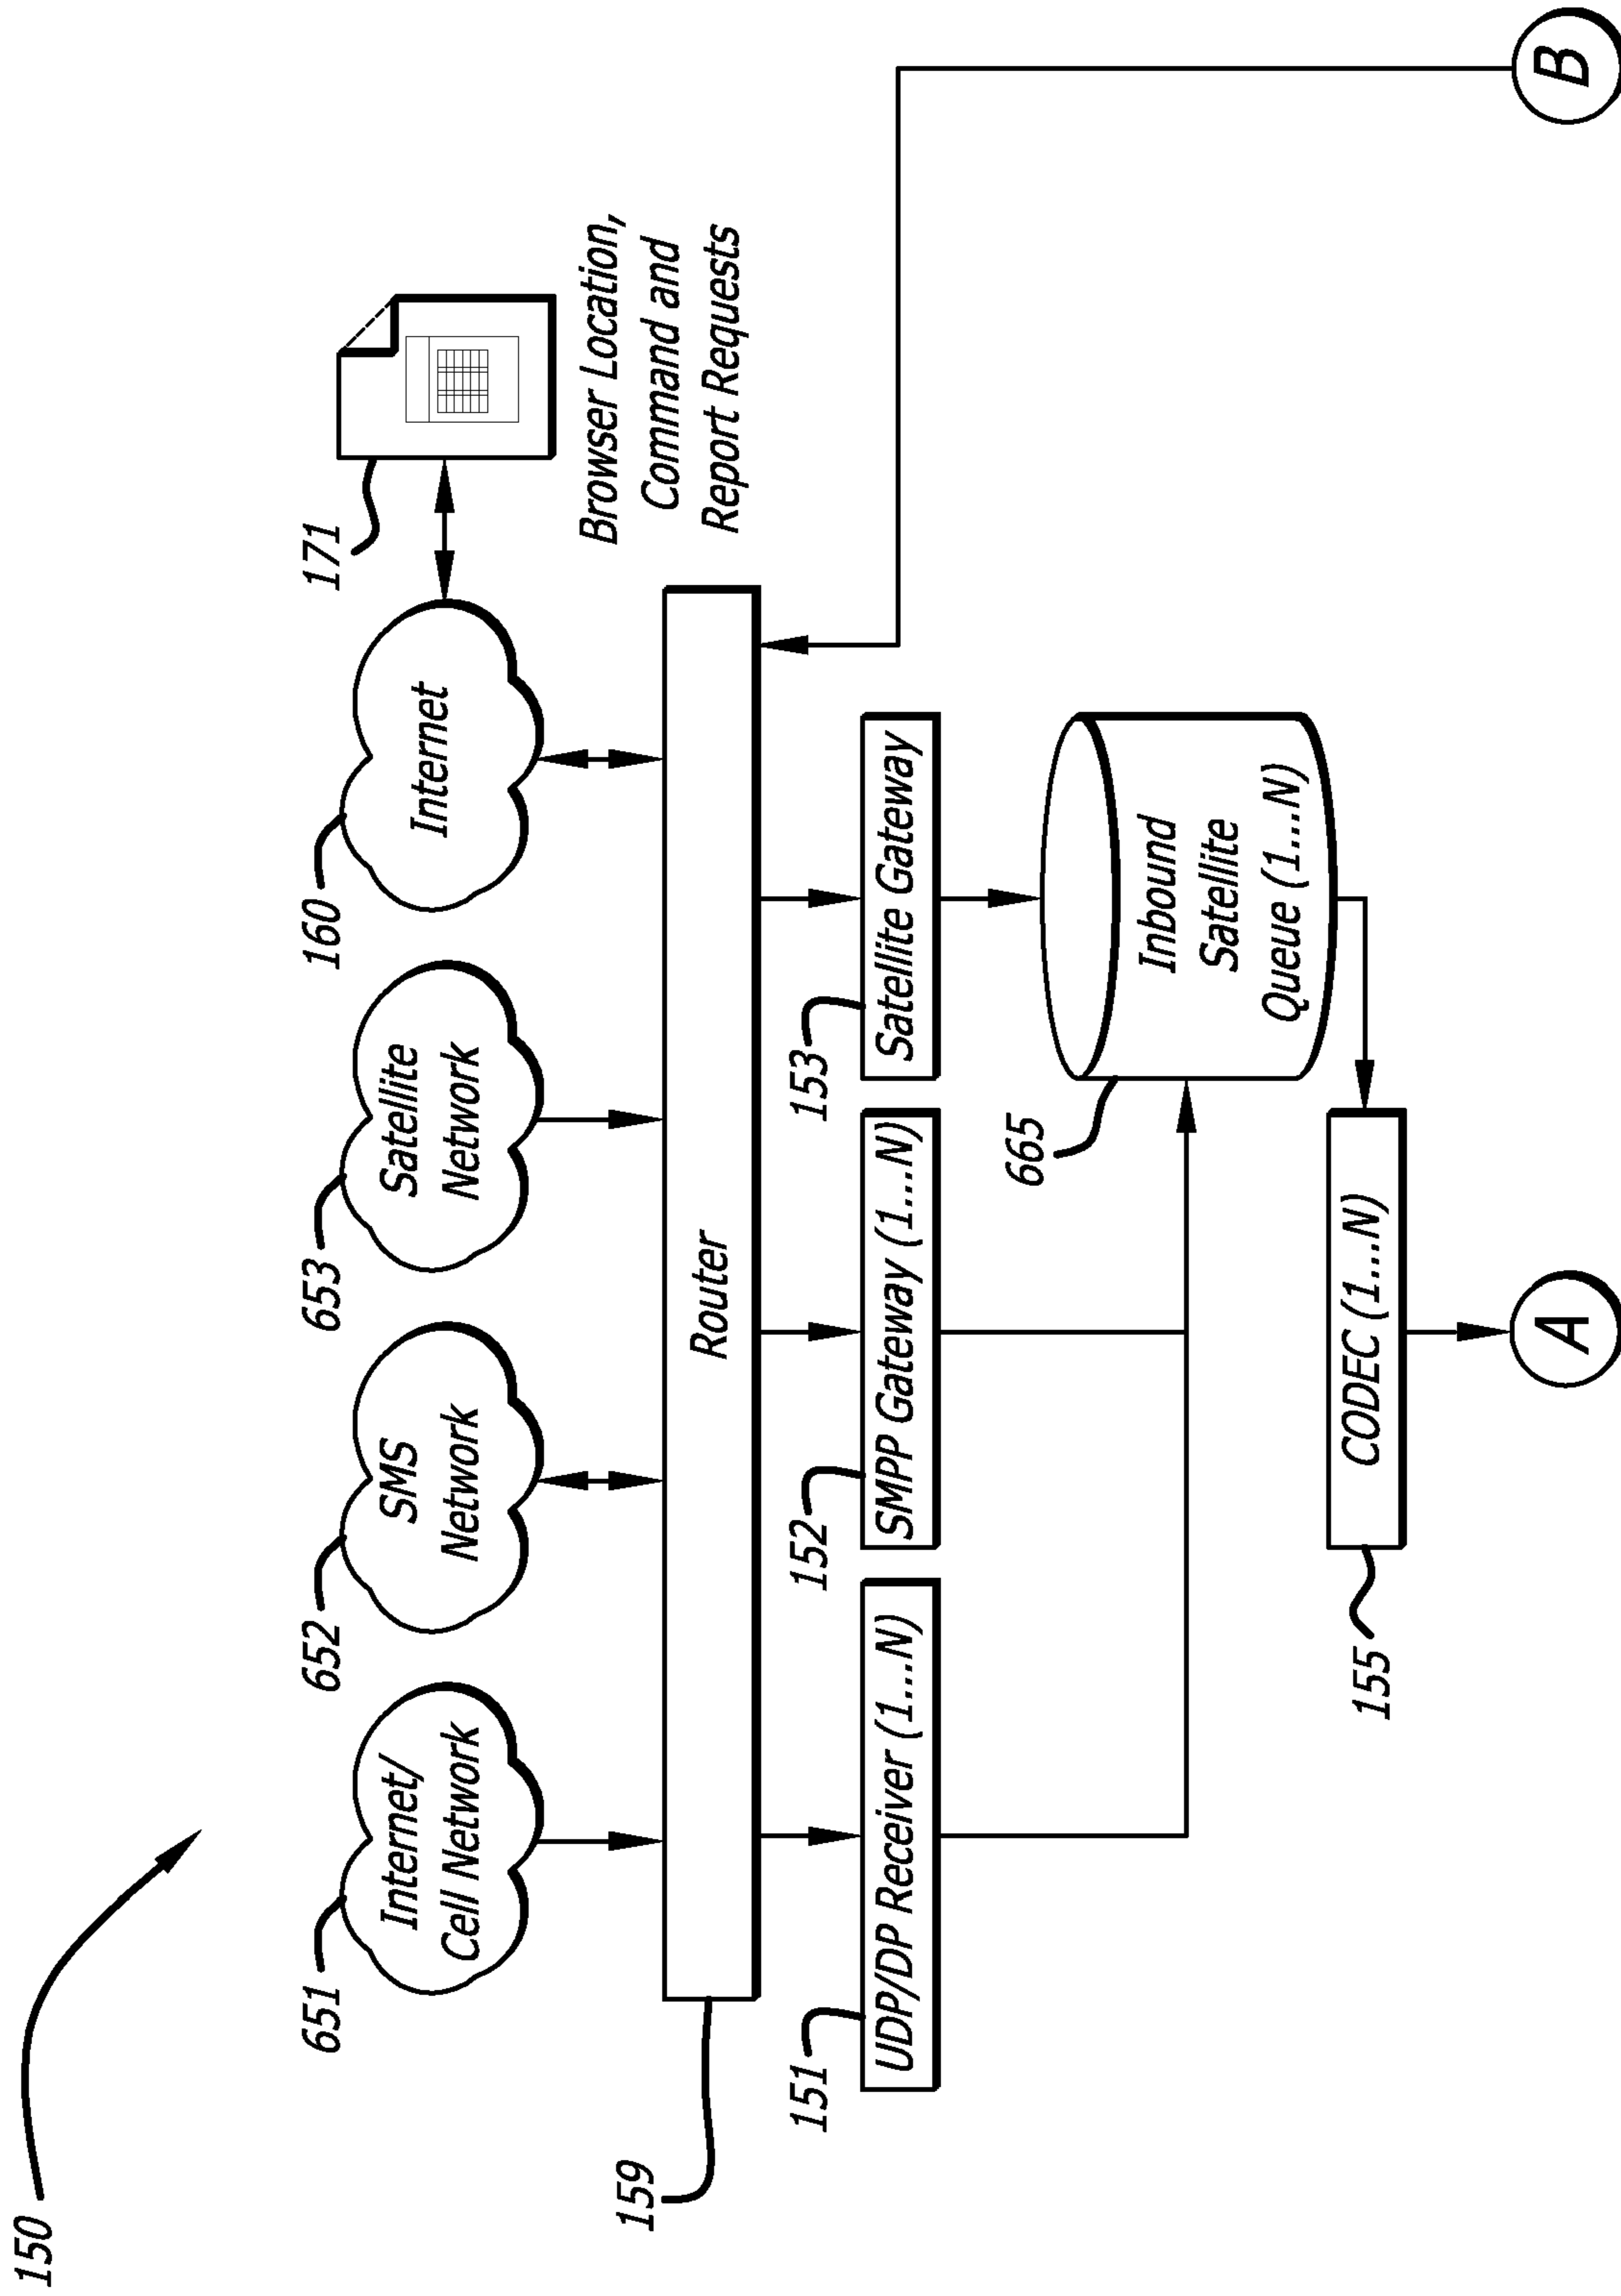 150
651
652
653
160
171
Internet/
Cell Network
SMS
Network
Satellite
Network
Internet
Browser Location,
Command and
Report Requests
159
Router
151
152
153
UDP/DP Receiver (1...N)
SMPP Gateway (1...N)
Satellite Gateway
665
Inbound
Satellite
Queue (1...N)
155
CODEC (1...N)
A
B